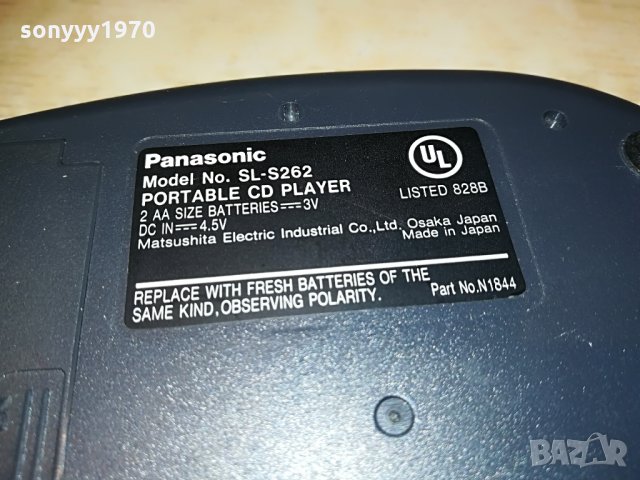 sonyyy1970
Panasonic
Model No. SL-S262
PORTABLE CD PLAYER
2 AA SIZE BATTERIES⎓3V
DC IN⎓4.5V
Matsushita Electric Industrial Co.,Ltd. Osaka Japan
Made in Japan
UL
LISTED 828B
REPLACE WITH FRESH BATTERIES OF THE
SAME KIND,OBSERVING POLARITY.
Part No.N1844
BAZAR